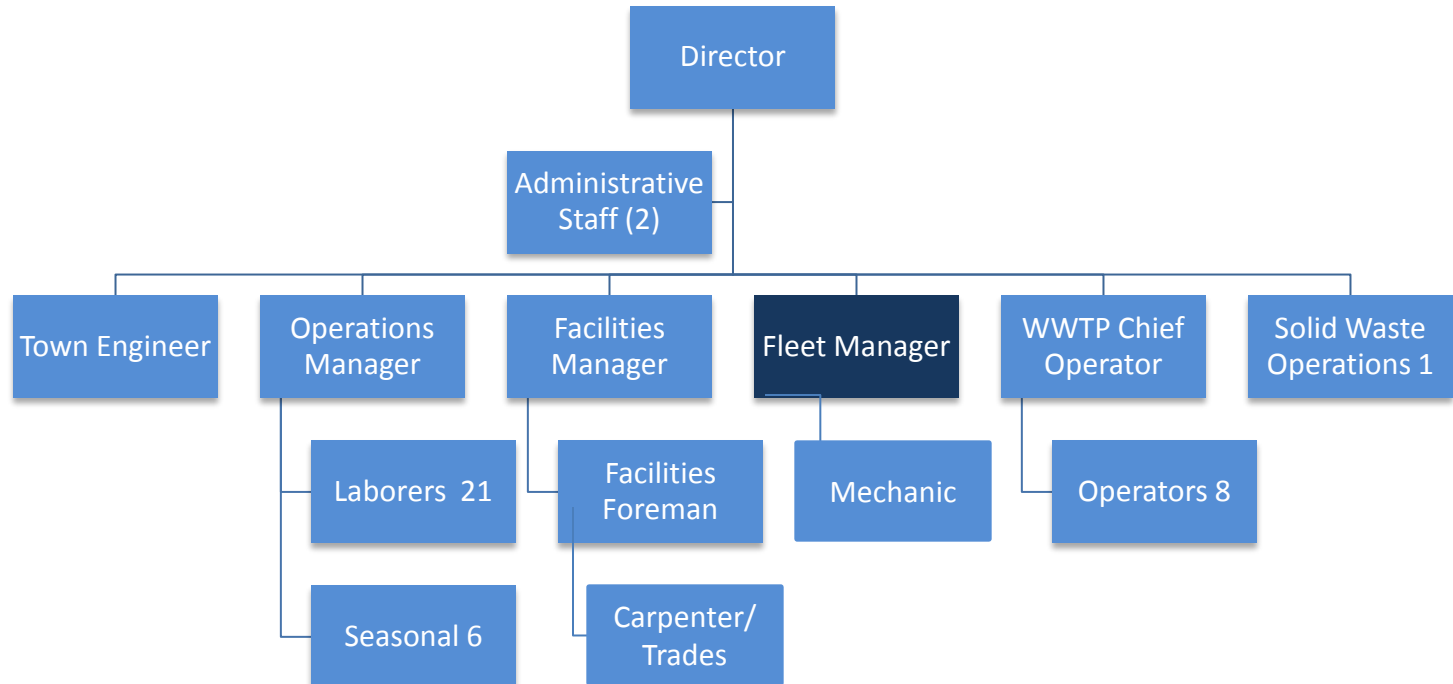 Director
Administrative
Staff (2)
Town Engineer
Operations
Manager
Facilities
Manager
Fleet Manager
WWTP Chief
Operator
Solid Waste
Operations 1
Laborers  21
Facilities
Foreman
Mechanic
Operators 8
Seasonal 6
Carpenter/
Trades